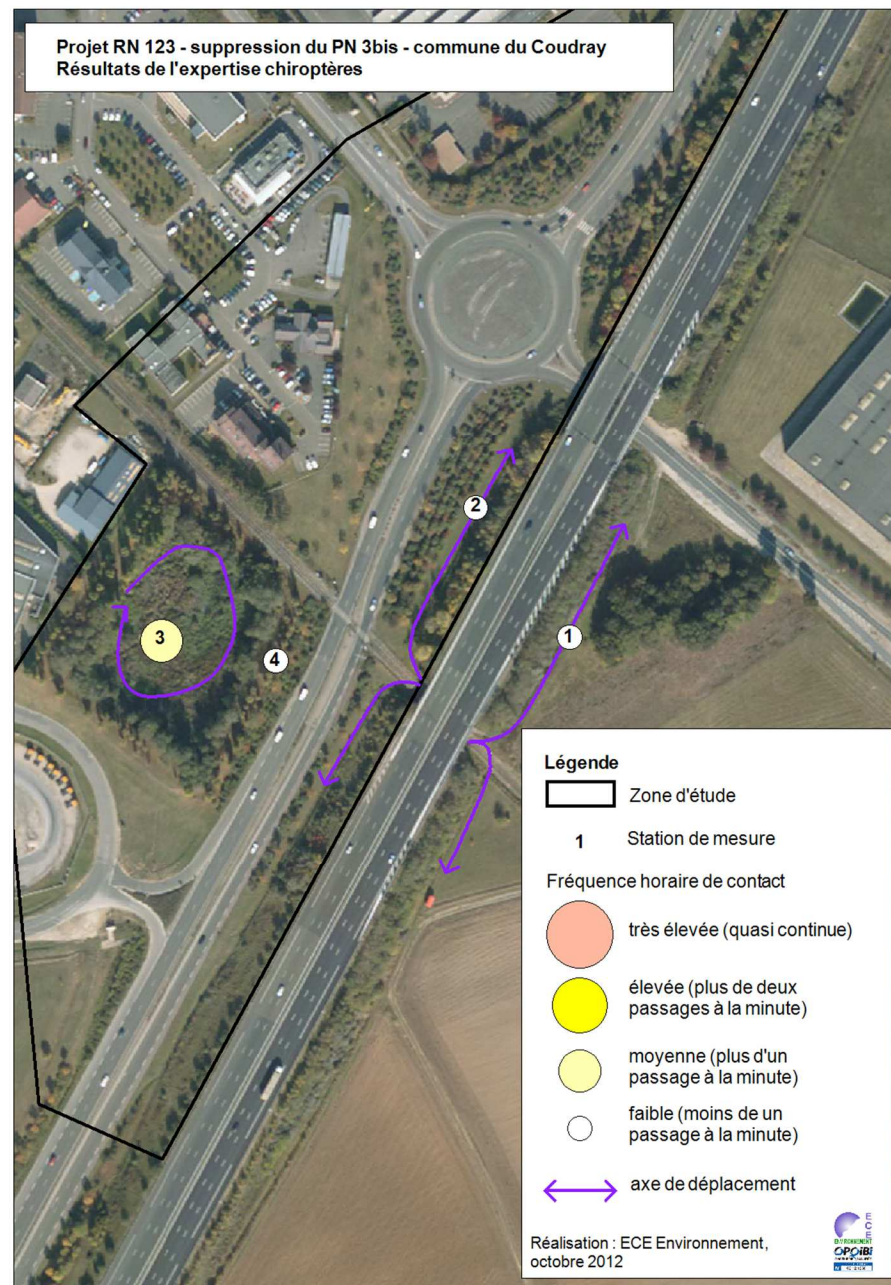 Projet RN 123 - suppression du PN 3bis - commune du Coudray
Résultats de l'expertise chiroptères
2
1
3
4
Légende
Zone d'étude
1 Station de mesure
Fréquence horaire de contact
très élevée (quasi continue)
élevée (plus de deux
passages à la minute)
moyenne (plus d'un
passage à la minute)
faible (moins de un
passage à la minute)
axe de déplacement
Réalisation : ECE Environnement,
octobre 2012
ECE
ENVIRONNEMENT
OPQIBI